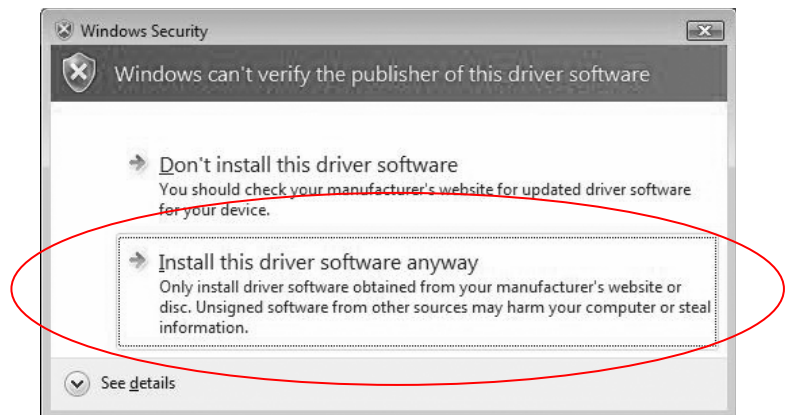 Windows Security
Windows can't verify the publisher of this driver software
Don't install this driver software
You should check your manufacturer's website for updated driver software
for your device.
Install this driver software anyway
Only install driver software obtained from your manufacturer's website or
disc. Unsigned software from other sources may harm your computer or steal
information.
See details